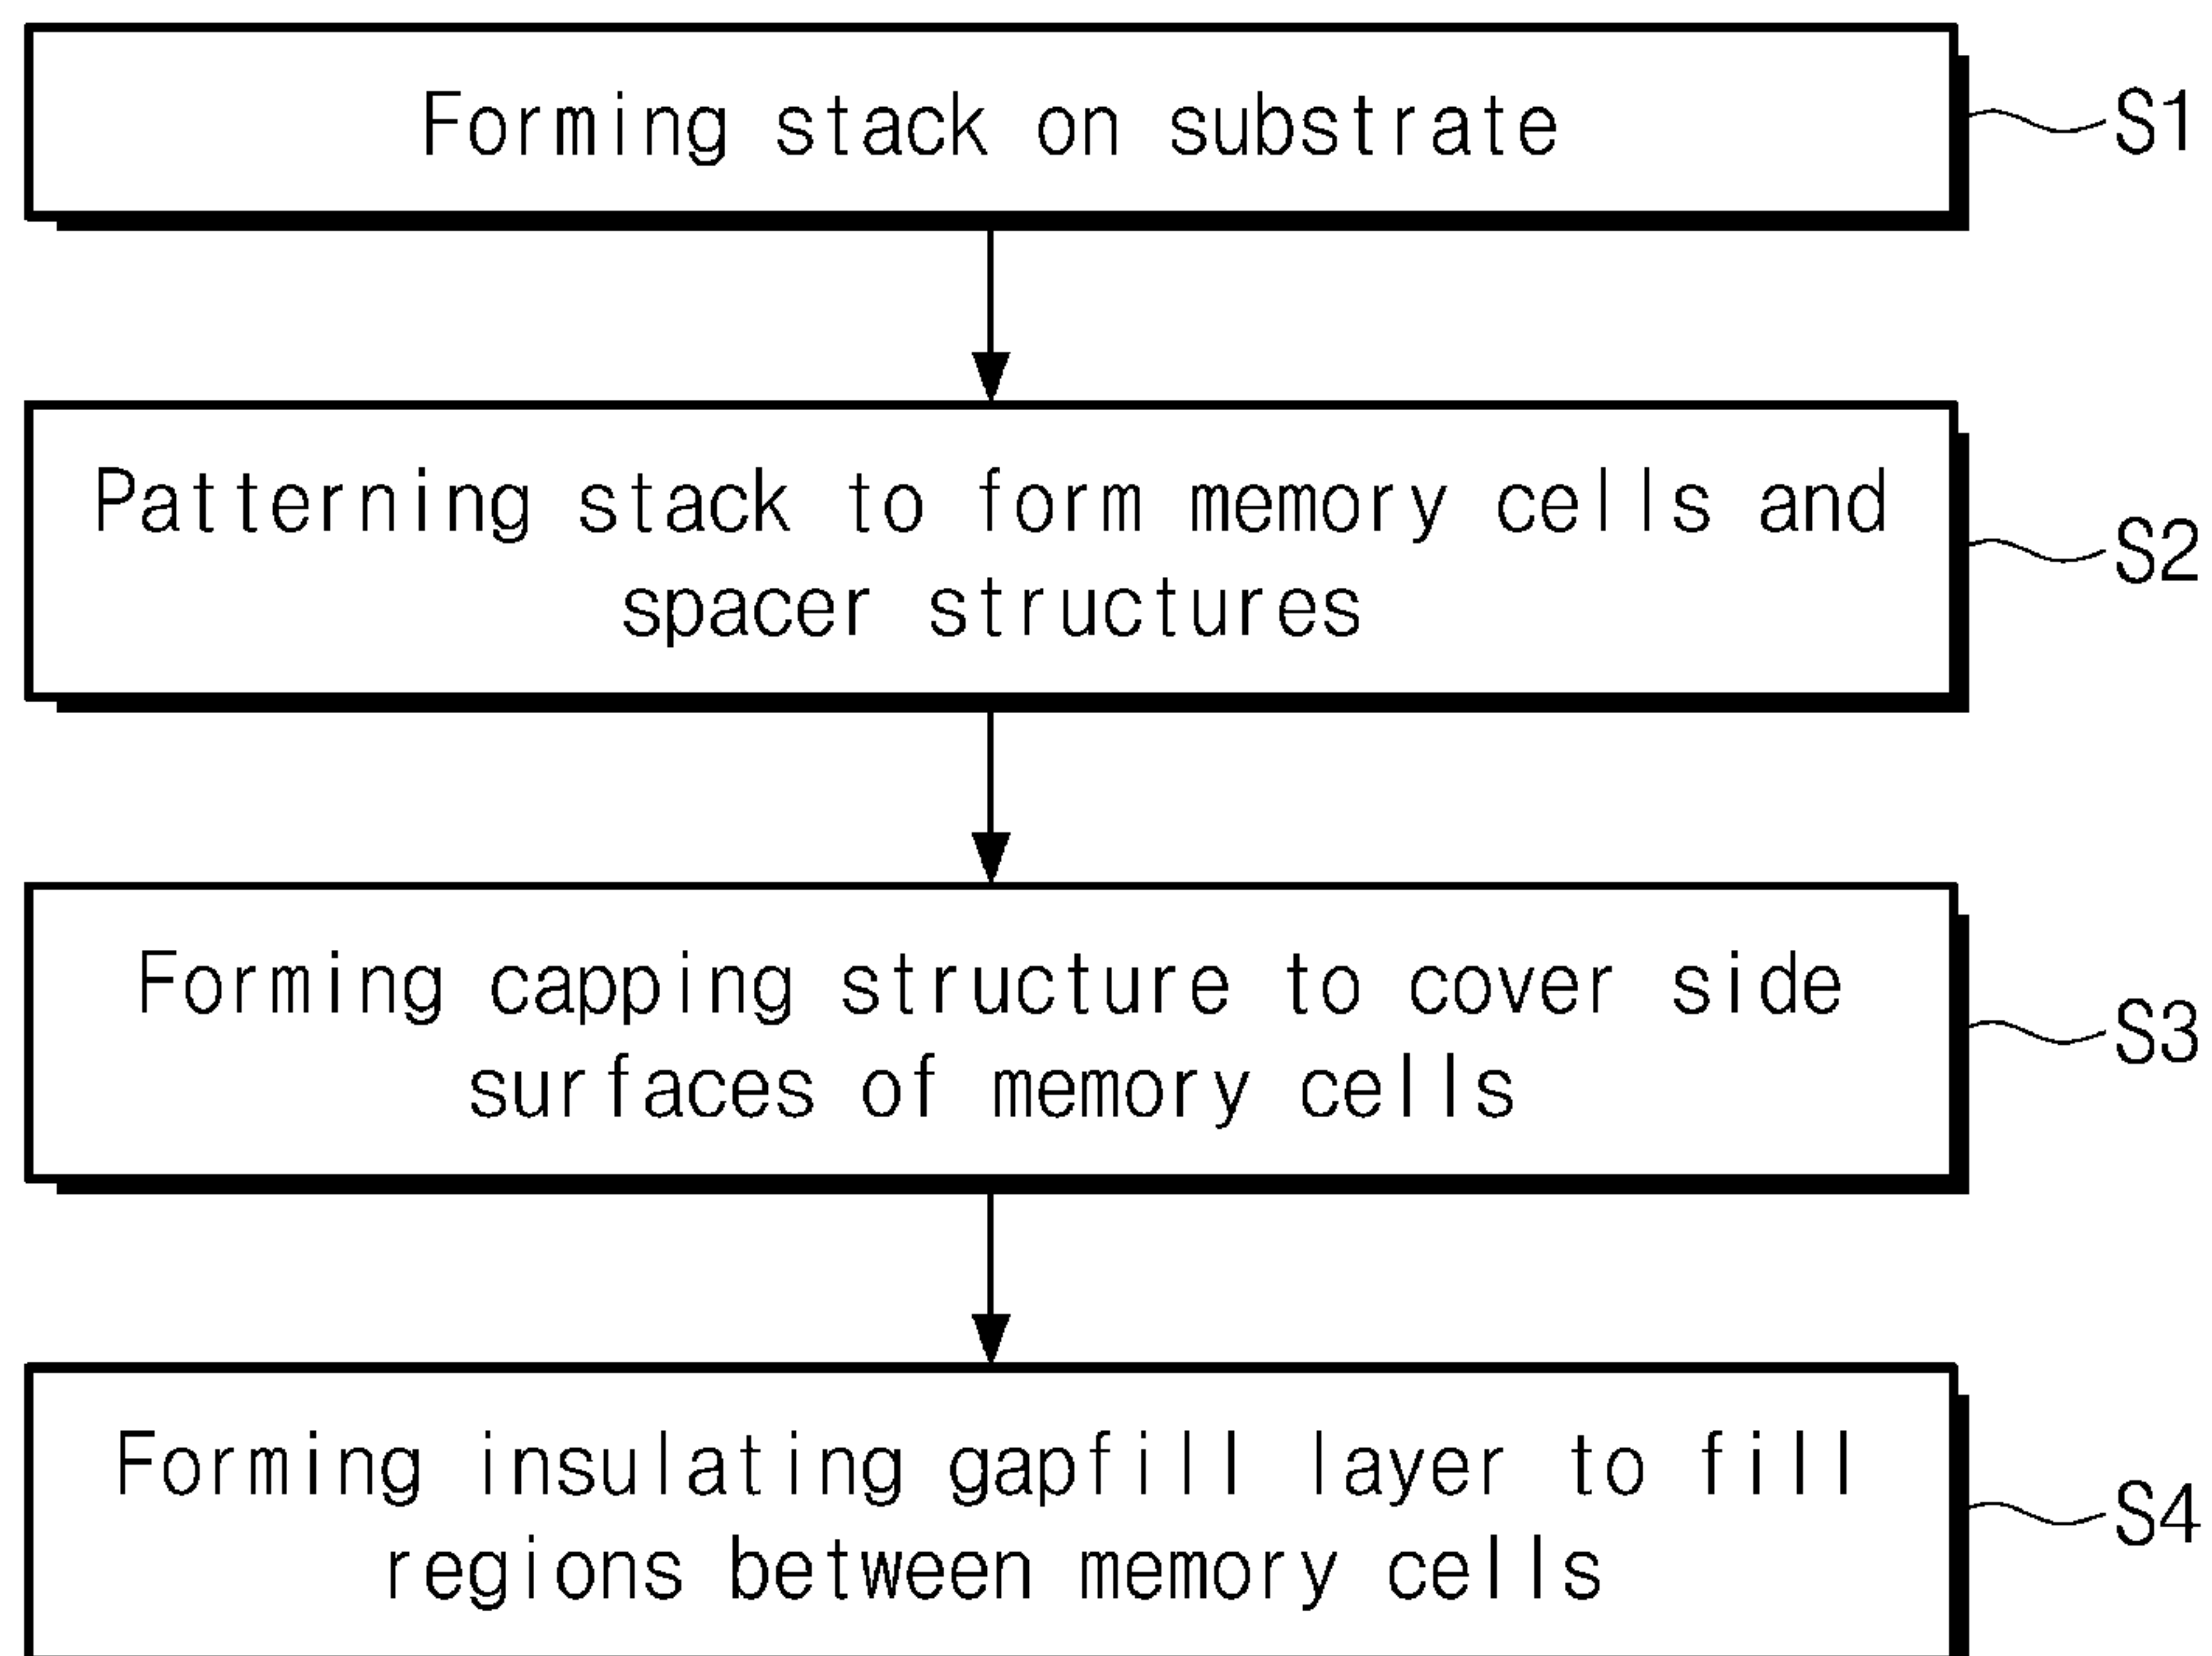 Forming stack on substrate
S1
Patterning stack to form memory cells and
spacer structures
S2
Forming capping structure to cover side
surfaces of memory cells
S3
Forming insulating gapfill layer to fill
regions between memory cells
S4